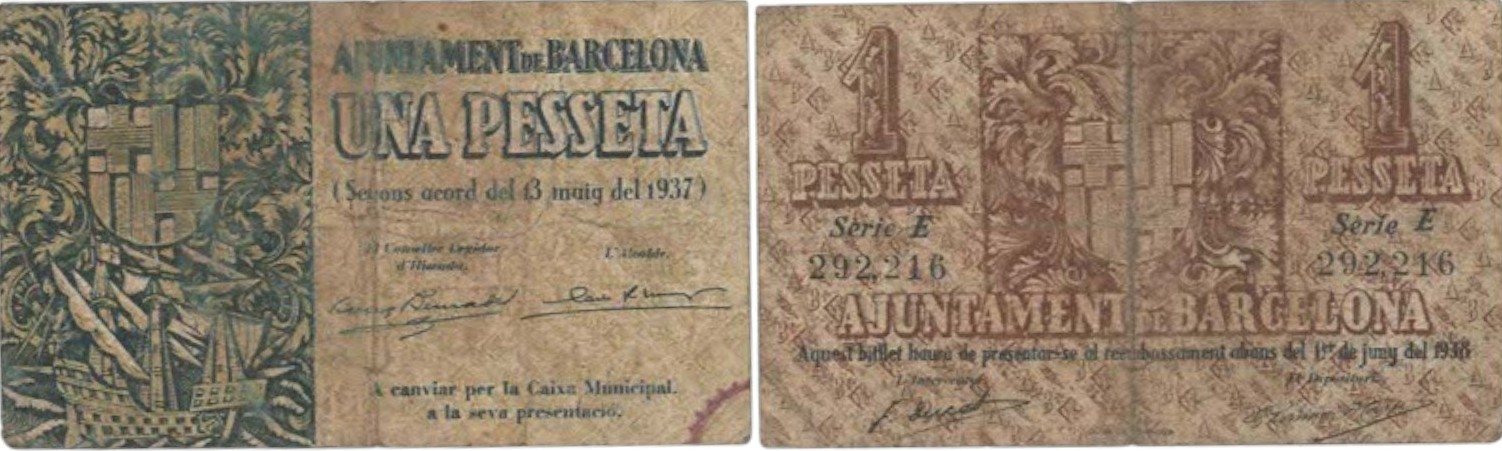 AJUNTAMENT DE BARCELONA
UNA PESSETA
(Segons acord del 13 maig del 1937)
El Conseller Regidor
d'Hisenda,
L'Alcalde,
A canviar per la Caixa Municipal.
a la seva presentació.
1
PESSETA
Sèrie E
292,216
1
PESSETA
Sèrie E
292,216
AJUNTAMENT DE BARCELONA
Aquest bitllet haurà de presentar-se al reembossament abans del 1er de juny del 1938
L'Interventor
El Dipositari,